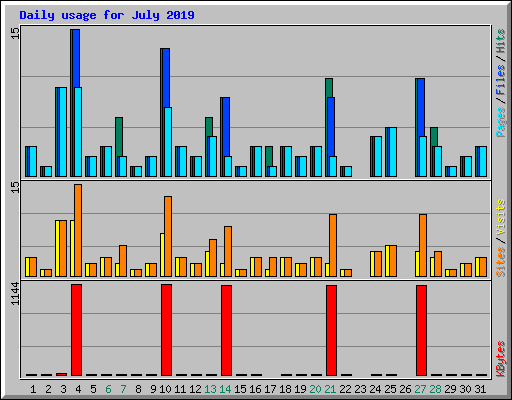 Daily usage for July 2019
15
Pages / Files / Hits
15
Sites / Visits
1144
KBytes
1 2 3 4 5 6 7 8 9 10 11 12 13 14 15 16 17 18 19 20 21 22 23 24 25 26 27 28 29 30 31